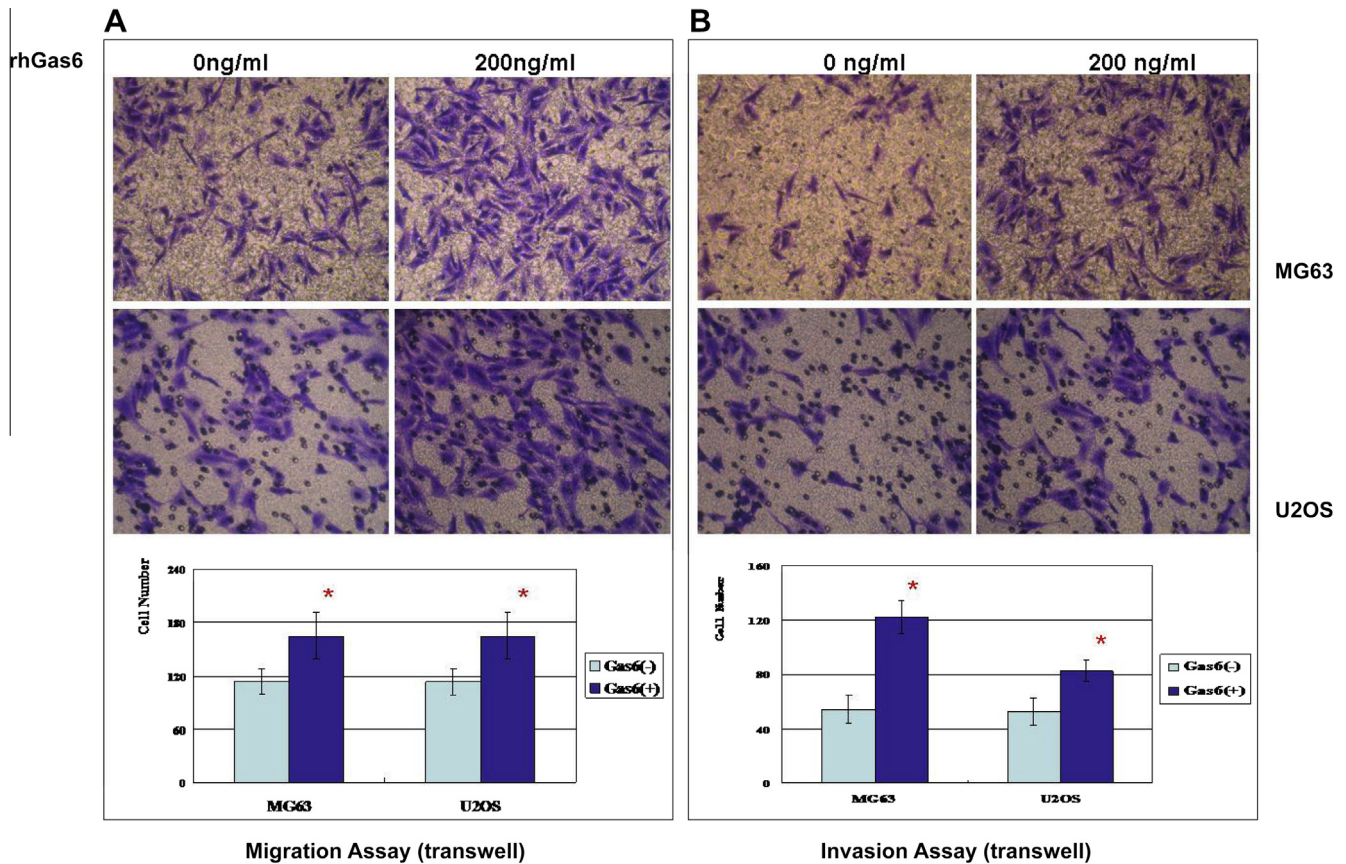 A
B
rhGas6
0ng/ml
200ng/ml
0 ng/ml
200 ng/ml
MG63
U2OS
Cell Number
240
180
120
60
0
*
*
MG63
U2OS
Gas6(-)
Gas6(+)
Cell Number
160
120
80
40
0
*
*
MG63
U2OS
Gas6(-)
Gas6(+)
Migration Assay (transwell)
Invasion Assay (transwell)